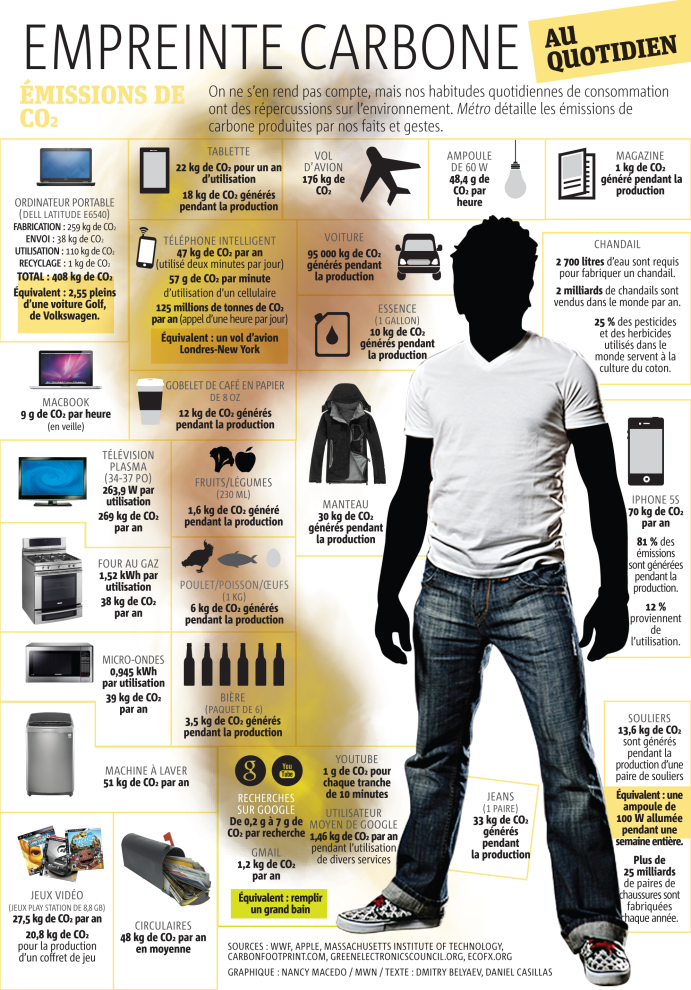 EMPREINTE CARBONE
AU
QUOTIDIEN
ÉMISSIONS DE
CO2
On ne s'en rend pas compte, mais nos habitudes quotidiennes de consommation
ont des répercussions sur l'environnement. Métro détaille les émissions de
carbone produites par nos faits et gestes.
ORDINATEUR PORTABLE
(DELL LATITUDE E6540)
FABRICATION : 259 kg de CO2
ENVOI : 38 kg de CO2
UTILISATION : 110 kg de CO2
RECYCLAGE : 1 kg de CO2
TOTAL : 408 kg de CO2
Équivalent : 2,55 pleins
d'une voiture Golf,
de Volkswagen.
TABLETTE
22 kg de CO2 pour un an
d'utilisation
18 kg de CO2 générés
pendant la production
VOL
D'AVION
176 kg de
CO2
AMPOULE
DE 60 W
48,4 g de
CO2 par
heure
MAGAZINE
1 kg de CO2
généré pendant la
production
TÉLÉPHONE INTELLIGENT
47 kg de CO2 par an
(utilisé deux minutes par jour)
57 g de CO2 par minute
d'utilisation d'un cellulaire
125 millions de tonnes de CO2
par an (appel d'une heure par jour)
Équivalent : un vol d'avion
Londres-New York
VOITURE
95 000 kg de CO2
générés pendant
la production
ESSENCE
(1 GALLON)
10 kg de CO2
générés pendant
la production
CHANDAIL
2 700 litres d'eau sont requis
pour fabriquer un chandail.
2 milliards de chandails sont
vendus dans le monde par an.
25 % des pesticides
et des herbicides
utilisés dans le
monde servent à la
culture du coton.
MACBOOK
9 g de CO2 par heure
(en veille)
GOBELET DE CAFÉ EN PAPIER
DE 8 OZ
12 kg de CO2 générés
pendant la production
TÉLÉVISION
PLASMA
(34-37 PO)
263,9 W par
utilisation
269 kg de CO2
par an
FRUITS/LÉGUMES
(230 ML)
1,6 kg de CO2 généré
pendant la production
MANTEAU
30 kg de CO2
générés pendant
la production
IPHONE 5S
70 kg de CO2
par an
81 % des
émissions
sont générées
pendant la
production.
12 %
proviennent
de
l'utilisation.
FOUR AU GAZ
1,52 kWh par
utilisation
38 kg de CO2
par an
POULET/POISSON/ŒUFS
(1 KG)
6 kg de CO2 générés
pendant la production
MICRO-ONDES
0,945 kWh
par utilisation
39 kg de CO2
par an
BIÈRE
(PAQUET DE 6)
3,5 kg de CO2 générés
pendant la production
MACHINE À LAVER
51 kg de CO2 par an
g
You
Tube
RECHERCHES
SUR GOOGLE
De 0,2 g à 7 g de
CO2 par recherche
GMAIL
1,2 kg de CO2
par an
Équivalent : remplir
un grand bain
YOUTUBE
1 g de CO2 pour
chaque tranche
de 10 minutes
UTILISATEUR
MOYEN DE GOOGLE
1,46 kg de CO2 par an
pendant l'utilisation
de divers services
JEANS
(1 PAIRE)
33 kg de CO2
générés
pendant
la production
SOULIERS
13,6 kg de CO2
sont générés
pendant la
production d'une
paire de souliers
Équivalent : une
ampoule de
100 W allumée
pendant une
semaine entière.
Plus de
25 milliards
de paires de
chaussures sont
fabriquées
chaque année.
JEUX VIDÉO
(JEUX PLAY STATION DE 8,8 GB)
27,5 kg de CO2 par an
20,8 kg de CO2
pour la production
d'un coffret de jeu
CIRCULAIRES
48 kg de CO2 par an
en moyenne
SOURCES : WWF, APPLE, MASSACHUSETTS INSTITUTE OF TECHNOLOGY,
CARBONFOOTPRINT.COM, GREENELECTRONICSCOUNCIL.ORG, ECOFX.ORG
GRAPHIQUE : NANCY MACEDO / MWN / TEXTE : DMITRY BELYAEV, DANIEL CASILLAS